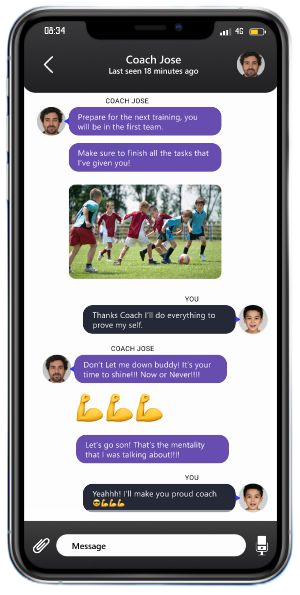 08:34
4G
Coach Jose
Last seen 18 minutes ago
COACH JOSE
Prepare for the next training, you
will be in the first team.
Make sure to finish all the tasks that
I've given you!
YOU
Thanks Coach I'll do everything to
prove my self.
COACH JOSE
Don't Let me down buddy! It's your
time to shine!!! Now or Never!!!!
💪💪💪
Let's go son! That's the mentality
that I was talking about!!!!
YOU
Yeahhh! I'll make you proud coach
😎💪💪💪
Message